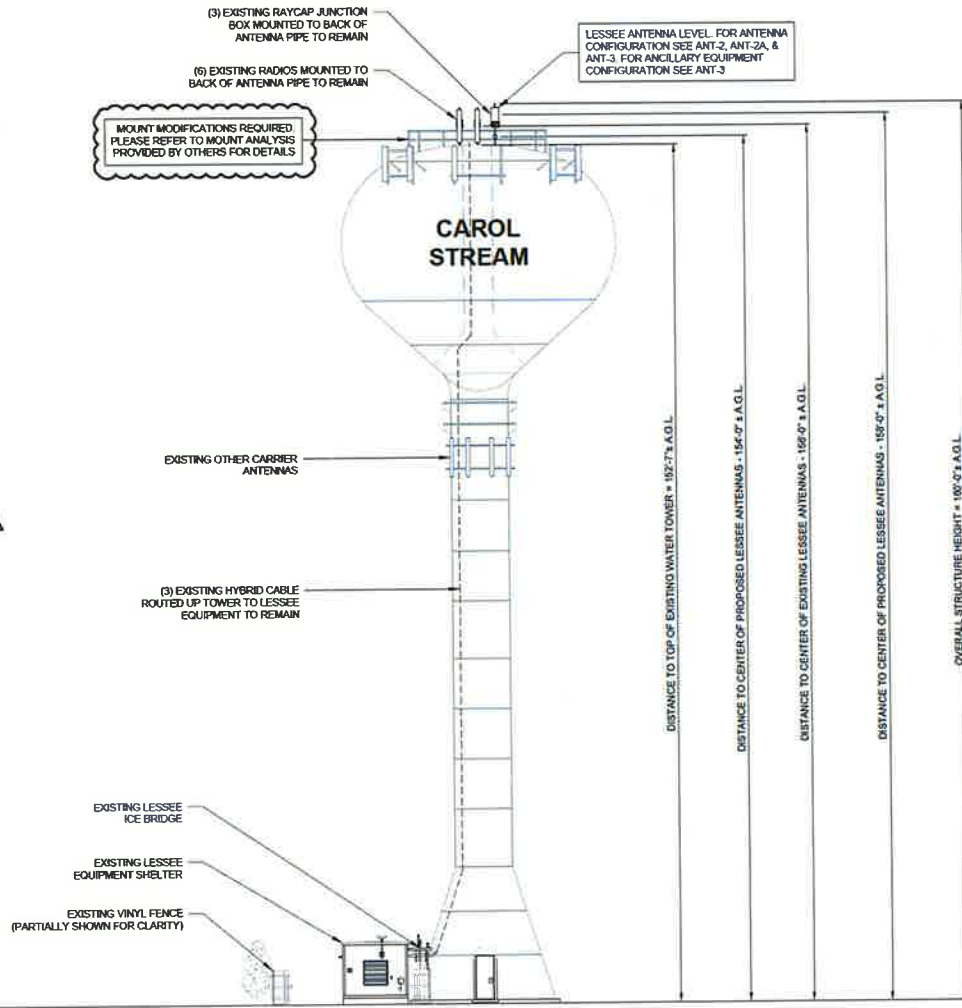 (3) EXISTING RAYCAP JUNCTION
BOX MOUNTED TO BACK OF
ANTENNA PIPE TO REMAIN
LESSEE ANTENNA LEVEL. FOR ANTENNA
CONFIGURATION SEE ANT-2, ANT-2A, &
ANT-3. FOR ANCILLARY EQUIPMENT
CONFIGURATION SEE ANT-3
(6) EXISTING RADIOS MOUNTED TO
BACK OF ANTENNA PIPE TO REMAIN
MOUNT MODIFICATIONS REQUIRED.
PLEASE REFER TO MOUNT ANALYSIS
PROVIDED BY OTHERS FOR DETAILS
CAROL
STREAM
EXISTING OTHER CARRIER
ANTENNAS
(3) EXISTING HYBRID CABLE
ROUTED UP TOWER TO LESSEE
EQUIPMENT TO REMAIN
EXISTING LESSEE
ICE BRIDGE
EXISTING LESSEE
EQUIPMENT SHELTER
EXISTING VINYL FENCE
(PARTIALLY SHOWN FOR CLARITY)
DISTANCE TO TOP OF EXISTING WATER TOWER = 152'-7"± A.G.L.
DISTANCE TO CENTER OF PROPOSED LESSEE ANTENNAS - 154'-0" ± A.G.L.
DISTANCE TO CENTER OF EXISTING LESSEE ANTENNAS - 156'-0" ± A.G.L.
DISTANCE TO CENTER OF PROPOSED LESSEE ANTENNAS - 158'-0" ± A.G.L.
OVERALL STRUCTURE HEIGHT = 160'-0"± A.G.L.